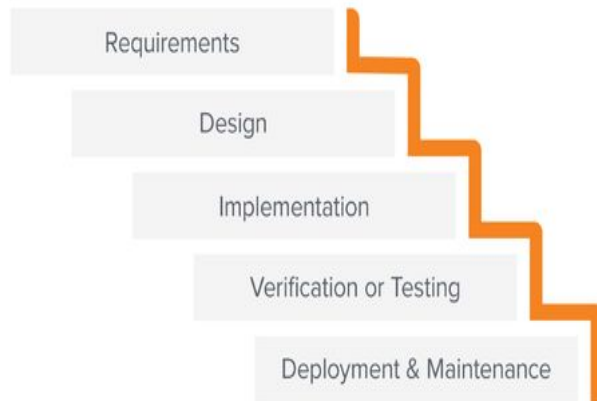 Requirements
Design
Implementation
Verification or Testing
Deployment & Maintenance